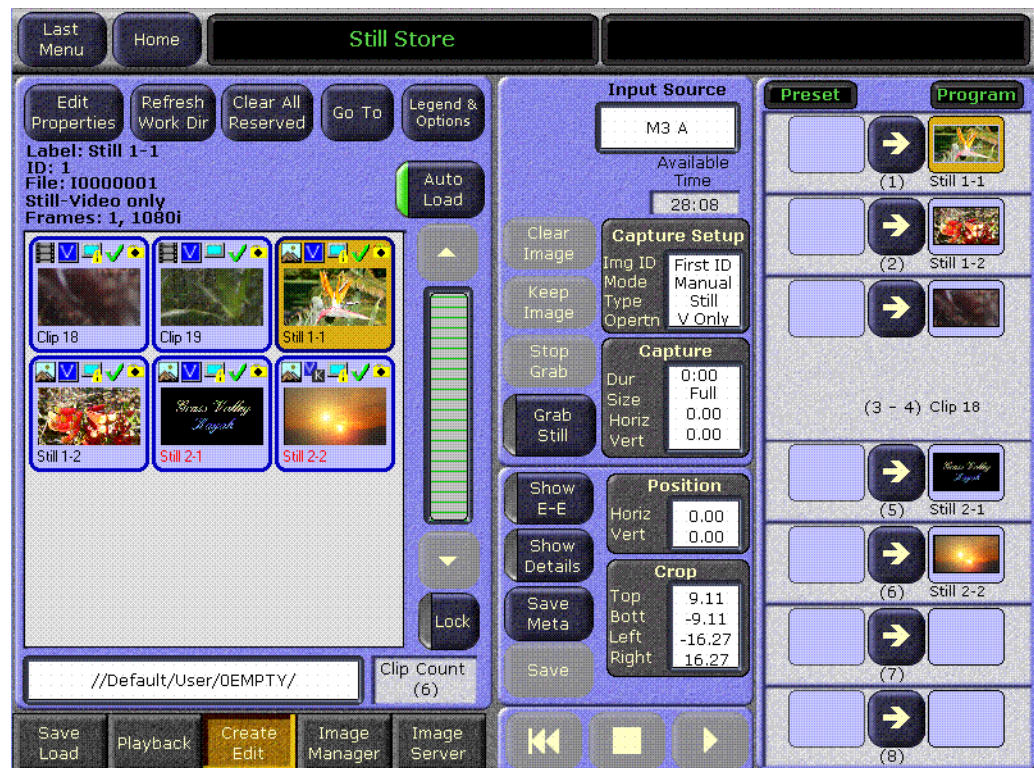 Last
Menu
Home
Still Store
Edit
Properties
Refresh
Work Dir
Clear All
Reserved
Go To
Legend &
Options
Label: Still 1-1
ID: 1
File: I0000001
Still-Video only
Frames: 1, 1080i
Auto
Load
V
Clip 18
V
Clip 19
V
Still 1-1
V
Still 1-2
V
Grass Valley
Kayak
Still 2-1
VK
Still 2-2
Lock
//Default/User/0EMPTY/
Clip Count
(6)
Save
Load
Playback
Create
Edit
Image
Manager
Image
Server
Input Source
M3 A
Available
Time
28:08
Clear
Image
Keep
Image
Stop
Grab
Grab
Still
Capture Setup
Img ID First ID
Mode Manual
Type Still
Opertn V Only
Capture
Dur 0:00
Size Full
Horiz 0.00
Vert 0.00
Show
E-E
Show
Details
Save
Meta
Save
Position
Horiz 0.00
Vert 0.00
Crop
Top 9.11
Bott -9.11
Left -16.27
Right 16.27
Preset
Program
(1) Still 1-1
(2) Still 1-2
(3 - 4) Clip 18
Grass Valley
Kayak
(5) Still 2-1
(6) Still 2-2
(7)
(8)